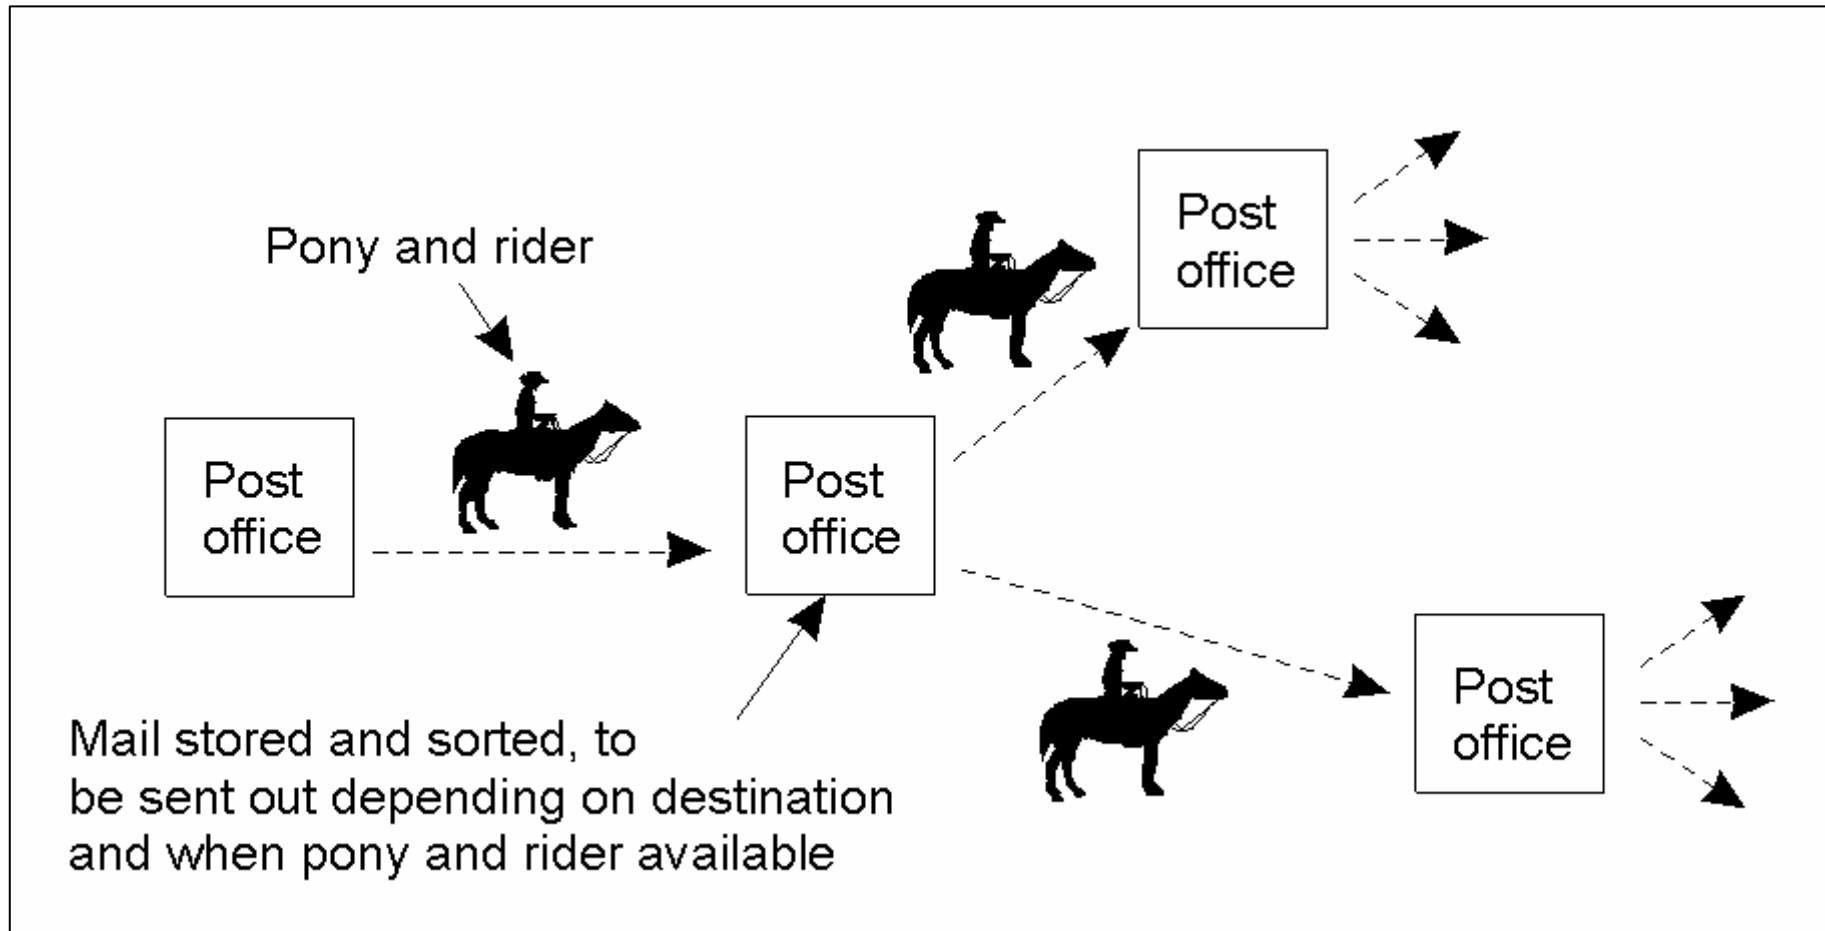 Pony and rider
Post
office
Post
office
Post
office
Post
office
Mail stored and sorted, to
be sent out depending on destination
and when pony and rider available